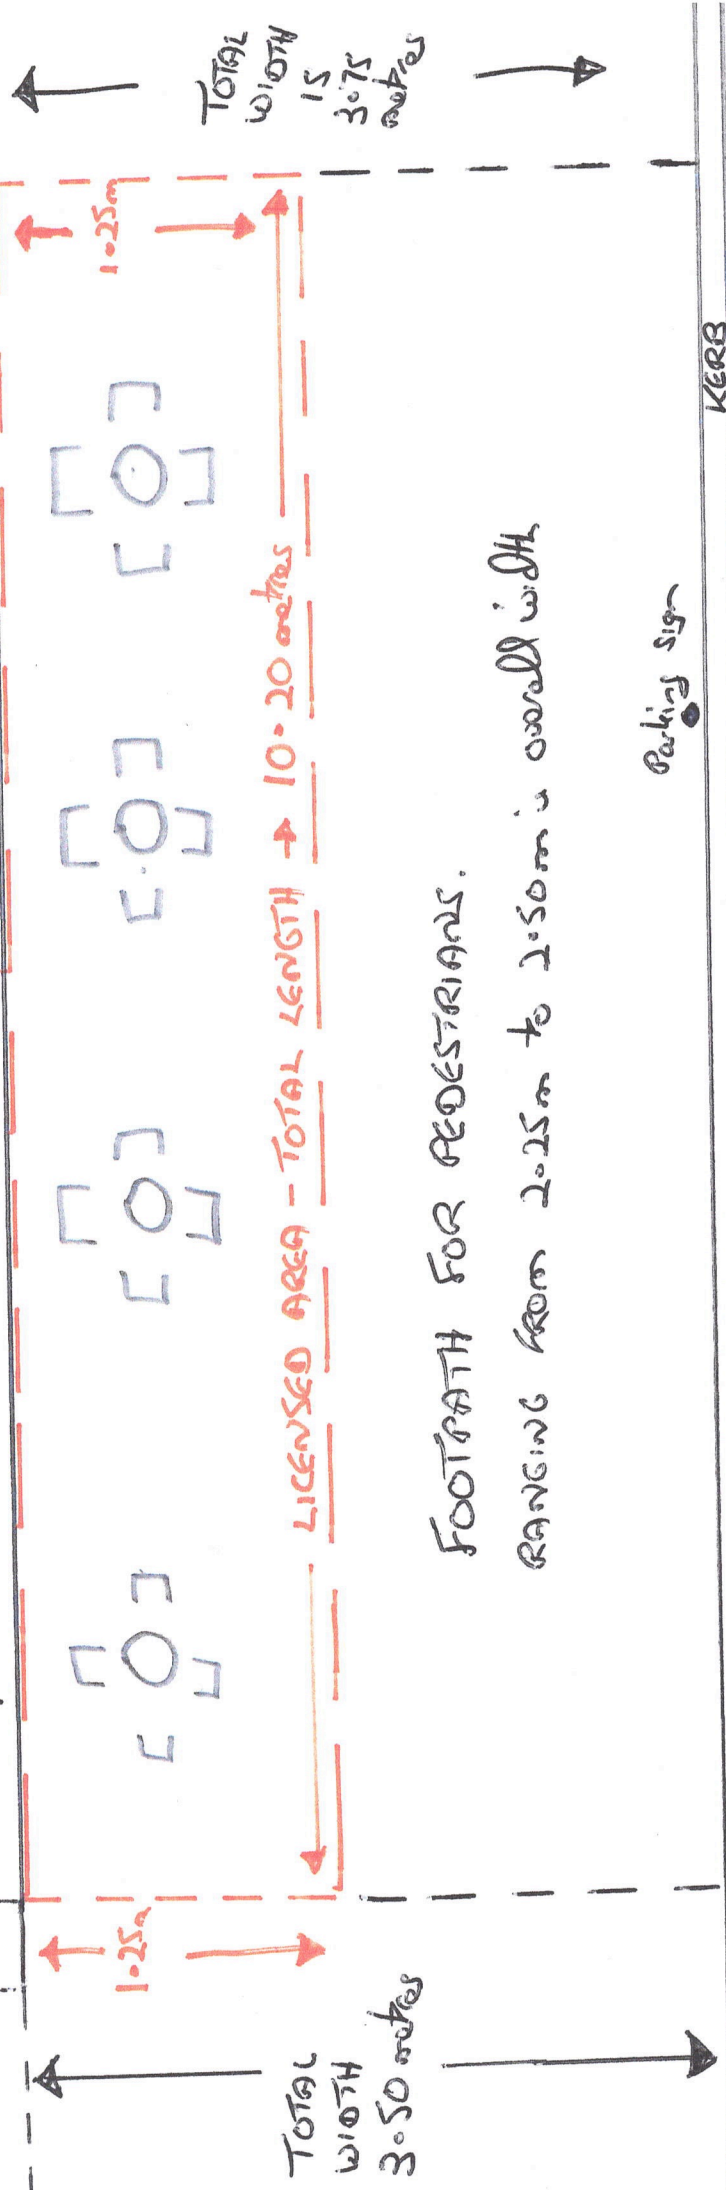 TOTAL
WIDTH
IS
3.75
metres
1.25m
LICENSED AREA - TOTAL LENGTH → 10.20 metres
1.25m
TOTAL
WIDTH
3.50 metres
FOOTPATH FOR PEDESTRIANS.
RANGING FROM 2.25m to 2.50m in overall width
Parking sign
KERB